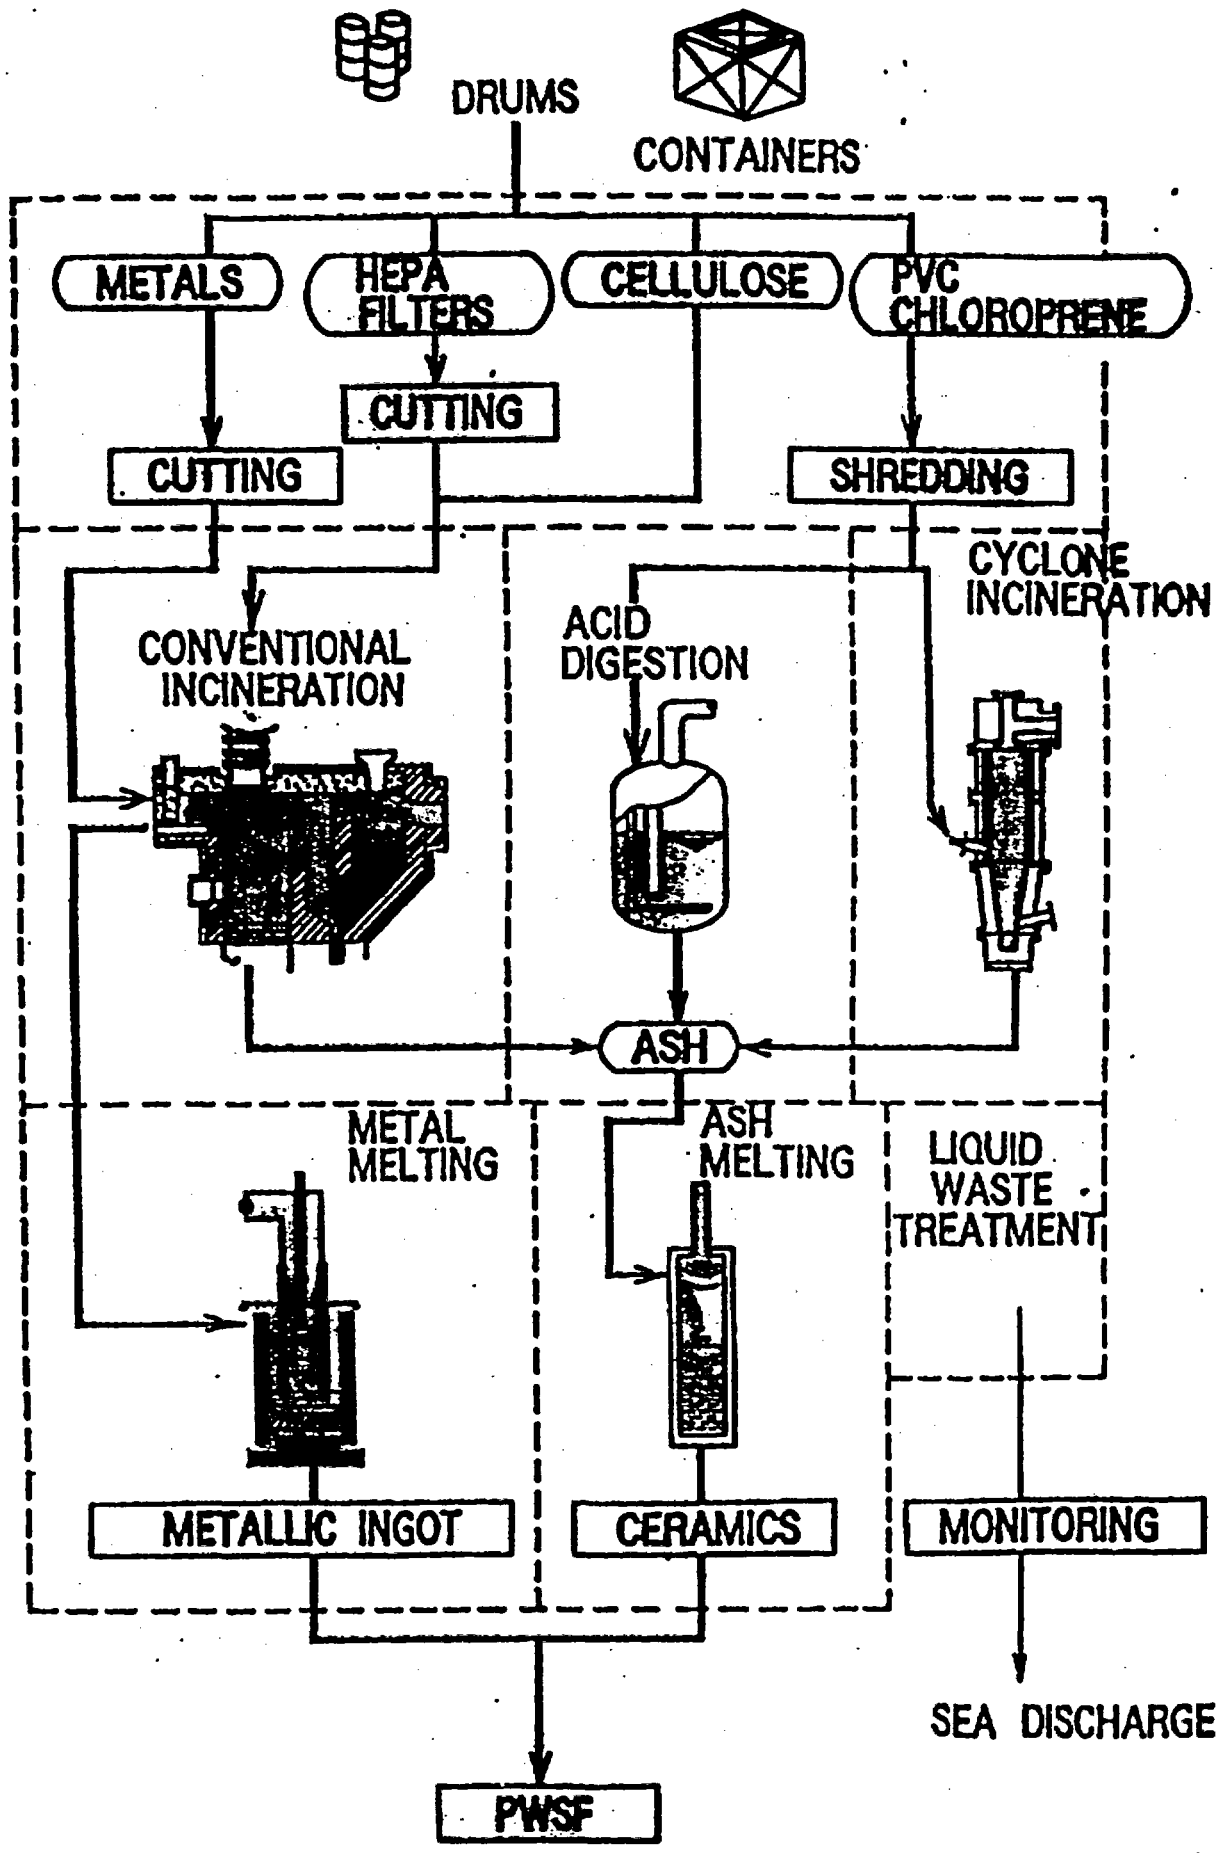 DRUMS
CONTAINERS
METALS
HEPA
FILTERS
CELLULOSE
PVC
CHLOROPRENE
CUTTING
CUTTING
SHREDDING
CONVENTIONAL
INCINERATION
ACID
DIGESTION
CYCLONE
INCINERATION
ASH
METAL
MELTING
ASH
MELTING
LIQUID
WASTE
TREATMENT
METALLIC INGOT
CERAMICS
MONITORING
SEA DISCHARGE
PWSF